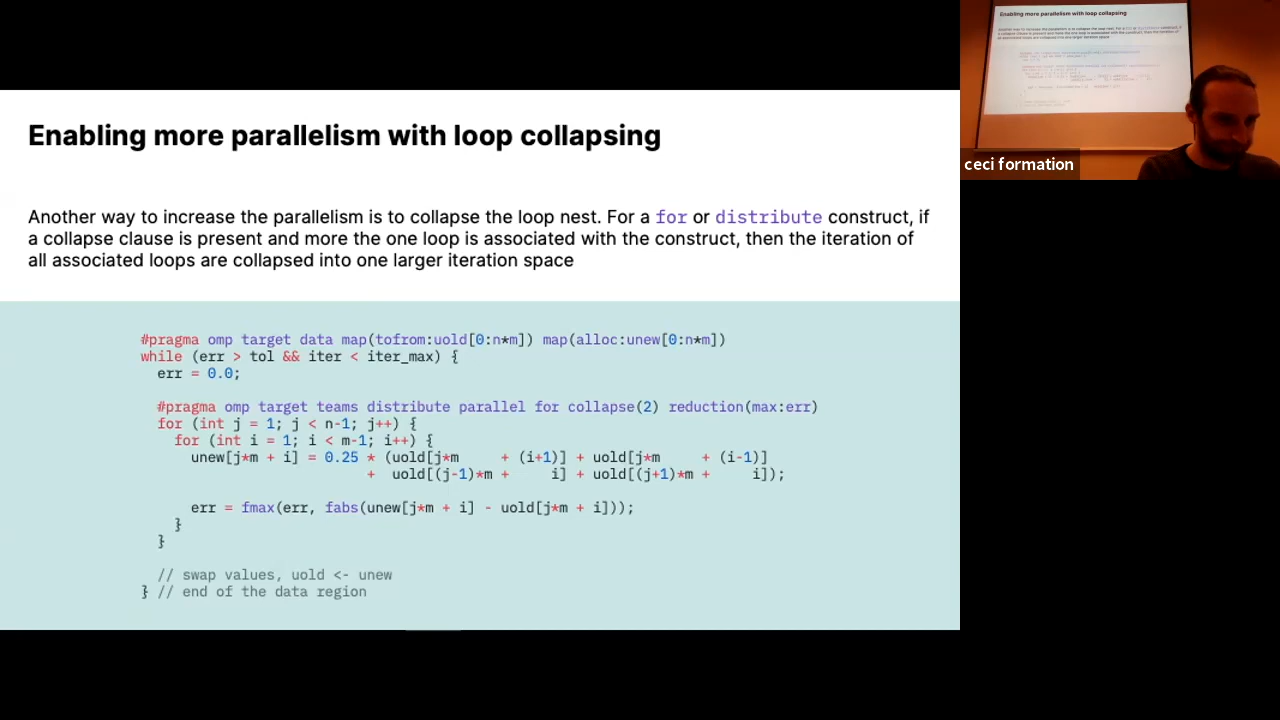 Enabling more parallelism with loop collapsing
Another way to increase the parallelism is to collapse the loop nest. For a for or distribute construct, if
a collapse clause is present and more the one loop is associated with the construct, then the iteration of
all associated loops are collapsed into one larger iteration space
#pragma omp target data map(tofrom:uold[0:n*m]) map(alloc:unew[0:n*m])
while (err > tol && iter < iter_max) {
  err = 0.0;
  #pragma omp target teams distribute parallel for collapse(2) reduction(max:err)
  for (int j = 1; j < n-1; j++) {
    for (int i = 1; i < m-1; i++) {
      unew[j*m + i] = 0.25 * (uold[j*m     + (i+1)] + uold[j*m     + (i-1)]
                           +  uold[(j-1)*m +     i] + uold[(j+1)*m +     i]);
      err = fmax(err, fabs(unew[j*m + i] - uold[j*m + i]));
    }
  }
  // swap values, uold <- unew
} // end of the data region
Enabling more parallelism with loop collapsing
ceci formation